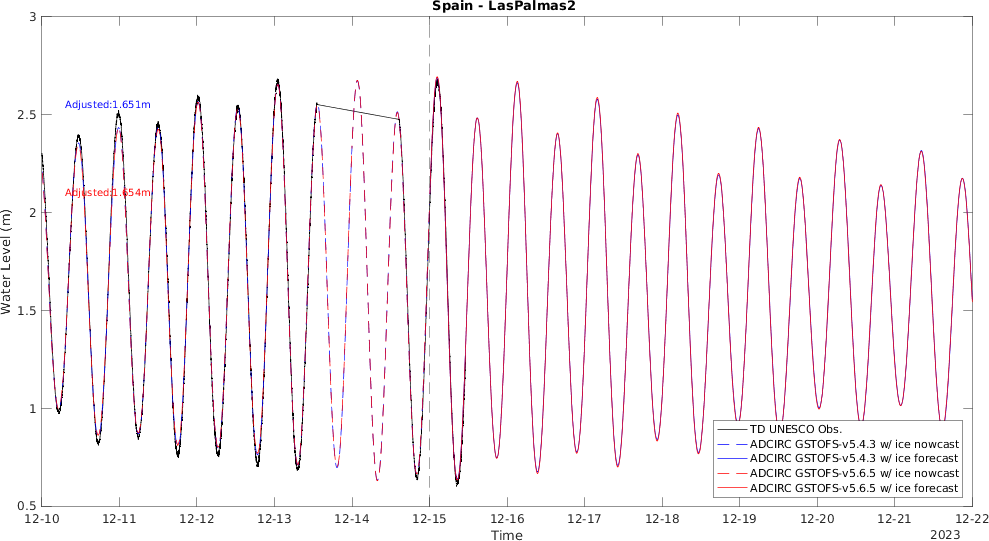 Spain - LasPalmas2
3
2.5
2
1.5
1
0.5
Water Level (m)
Adjusted:1.651m
Adjusted:1.654m
TD UNESCO Obs.
ADCIRC GSTOFS-v5.4.3 w/ ice nowcast
ADCIRC GSTOFS-v5.4.3 w/ ice forecast
ADCIRC GSTOFS-v5.6.5 w/ ice nowcast
ADCIRC GSTOFS-v5.6.5 w/ ice forecast
12-10 12-11 12-12 12-13 12-14 12-15 12-16 12-17 12-18 12-19 12-20 12-21 12-22
Time
2023